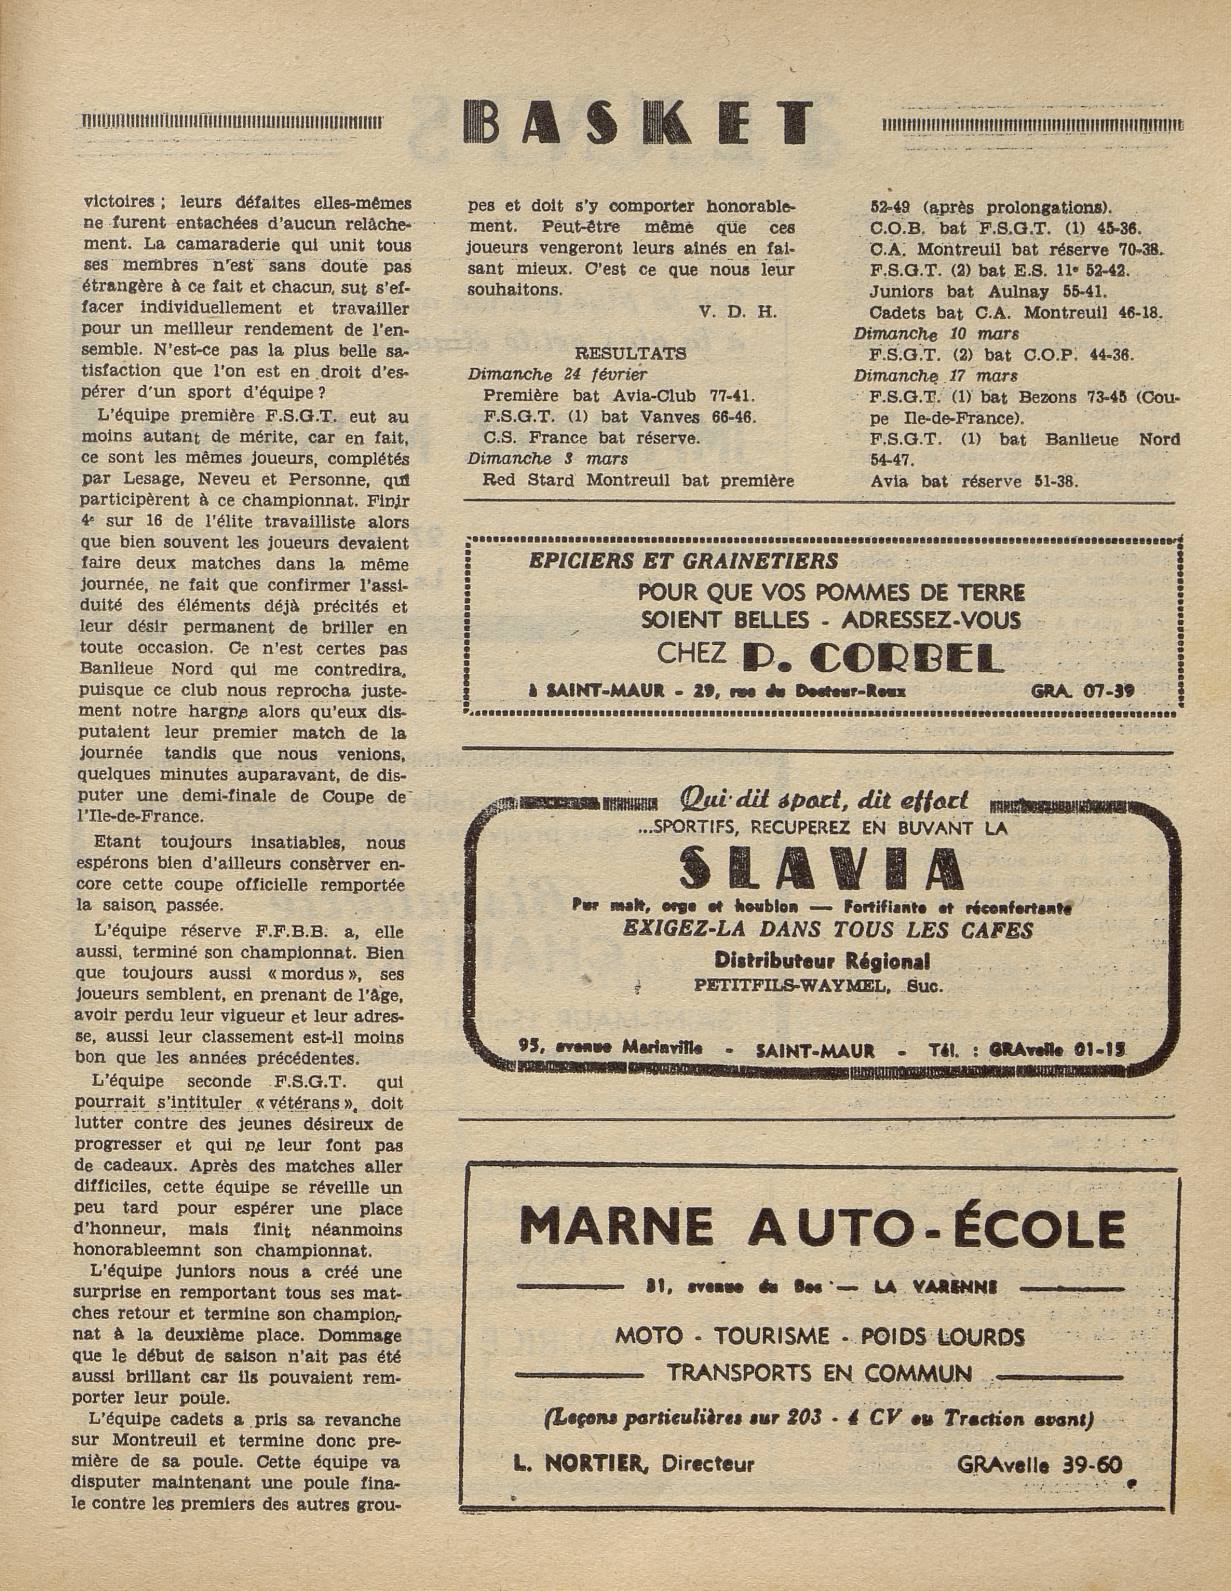 BASKET
victoires ; leurs défaites elles-mêmes
ne furent entachées d'aucun relâche-
ment. La camaraderie qui unit tous
ses membres n'est sans doute pas
étrangère à ce fait et chacun, sut s'ef-
facer individuellement et travailler
pour un meilleur rendement de l'en-
semble. N'est-ce pas la plus belle sa-
tisfaction que l'on est en droit d'es-
pérer d'un sport d'équipe ?
L'équipe première F.S.G.T. eut au
moins autant de mérite, car en fait,
ce sont les mêmes joueurs, complétés
par Lesage, Neveu et Personne, qui
participèrent à ce championnat. Finir
4e sur 16 de l'élite travailliste alors
que bien souvent les joueurs devaient
faire deux matches dans la même
journée, ne fait que confirmer l'assi-
duité des éléments déjà précités et
leur désir permanent de briller en
toute occasion. Ce n'est certes pas
Banlieue Nord qui me contredira,
puisque ce club nous reprocha juste-
ment notre hargne alors qu'eux dis-
putaient leur premier match de la
journée tandis que nous venions,
quelques minutes auparavant, de dis-
puter une demi-finale de Coupe de
l'Ile-de-France.
Etant toujours insatiables, nous
espérons bien d'ailleurs consèrver en-
core cette coupe officielle remportée
la saison passée.
L'équipe réserve F.F.B.B. a, elle
aussi, terminé son championnat. Bien
que toujours aussi « mordus », ses
joueurs semblent, en prenant de l'âge,
avoir perdu leur vigueur et leur adres-
se, aussi leur classement est-il moins
bon que les années précédentes.
L'équipe seconde F.S.G.T. qui
pourrait s'intituler « vétérans », doit
lutter contre des jeunes désireux de
progresser et qui ne leur font pas
de cadeaux. Après des matches aller
difficiles, cette équipe se réveille un
peu tard pour espérer une place
d'honneur, mais finit néanmoins
honorableemnt son championnat.
L'équipe juniors nous a créé une
surprise en remportant tous ses mat-
ches retour et termine son champion-
nat à la deuxième place. Dommage
que le début de saison n'ait pas été
aussi brillant car ils pouvaient rem-
porter leur poule.
L'équipe cadets a pris sa revanche
sur Montreuil et termine donc pre-
mière de sa poule. Cette équipe va
disputer maintenant une poule fina-
le contre les premiers des autres grou-
pes et doit s'y comporter honorable-
ment. Peut-être même que ces
joueurs vengeront leurs ainés en fai-
sant mieux. C'est ce que nous leur
souhaitons.
V. D. H.
RESULTATS
Dimanche 24 février
Première bat Avia-Club 77-41.
F.S.G.T. (1) bat Vanves 66-46.
C.S. France bat réserve.
Dimanche 3 mars
Red Stard Montreuil bat première
52-49 (après prolongations).
C.O.B. bat F.S.G.T. (1) 45-36.
C.A. Montreuil bat réserve 70-38.
F.S.G.T. (2) bat E.S. 11e 52-42.
Juniors bat Aulnay 55-41.
Cadets bat C.A. Montreuil 46-18.
Dimanche 10 mars
F.S.G.T. (2) bat C.O.P. 44-36.
Dimanche 17 mars
F.S.G.T. (1) bat Bezons 73-45 (Cou-
pe Ile-de-France).
F.S.G.T. (1) bat Banlieue Nord
54-47.
Avia bat réserve 51-38.
EPICIERS ET GRAINETIERS
POUR QUE VOS POMMES DE TERRE
SOIENT BELLES - ADRESSEZ-VOUS
CHEZ P. CORBEL
à SAINT-MAUR - 29, rue du Docteur-Roux GRA. 07-39
Qui dit sport, dit effort
...SPORTIFS, RECUPEREZ EN BUVANT LA
SLAVIA
Pur malt, orge et houblon — Fortifiante et réconfortante
EXIGEZ-LA DANS TOUS LES CAFES
Distributeur Régional
PETITFILS-WAYMEL, Suc.
95, avenue Marinville - SAINT-MAUR - Tél. : GRAvelle 01-15
MARNE AUTO-ÉCOLE
81, avenue du Bac — LA VARENNE
MOTO - TOURISME - POIDS LOURDS
TRANSPORTS EN COMMUN
(Leçons particulières sur 203 - 4 CV ou Traction avant)
L. NORTIER, Directeur GRAvelle 39-60